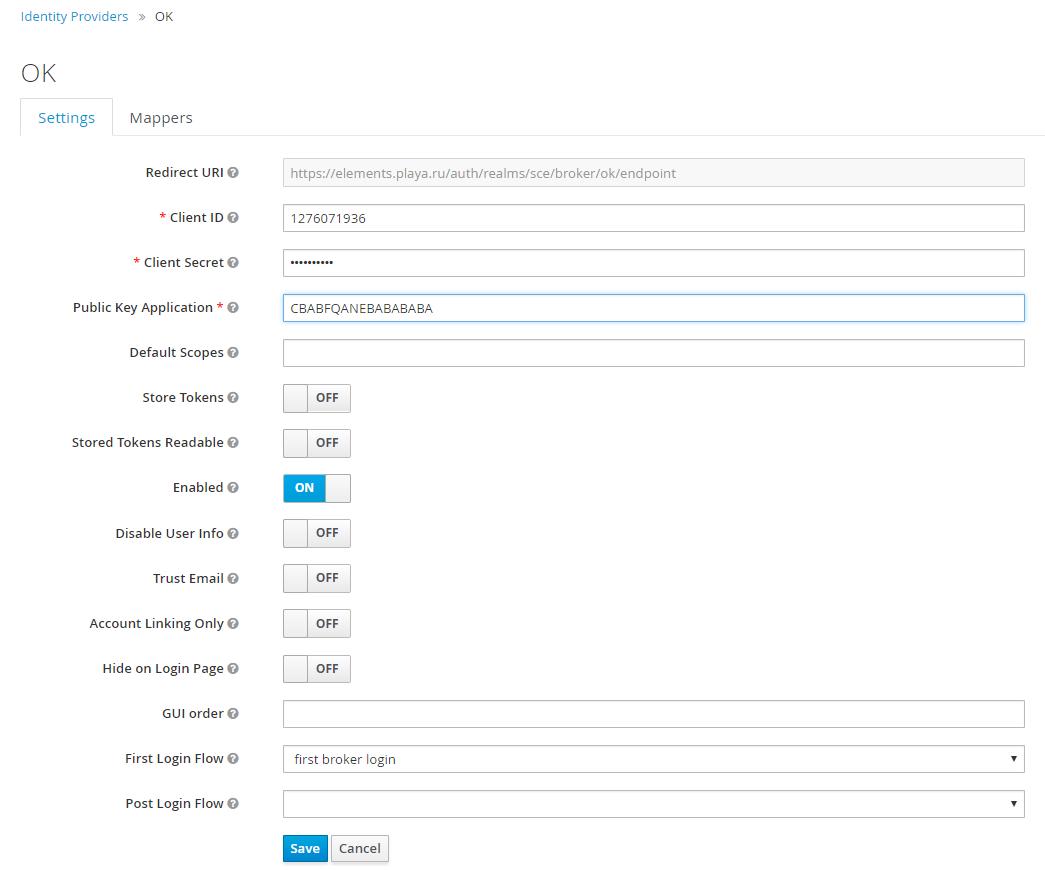 Identity Providers » OK
OK
Settings Mappers
Redirect URI https://elements.playa.ru/auth/realms/sce/broker/ok/endpoint
* Client ID 1276071936
* Client Secret ••••••••••
Public Key Application * CBABFQANEBABABABA
Default Scopes
Store Tokens OFF
Stored Tokens Readable OFF
Enabled ON
Disable User Info OFF
Trust Email OFF
Account Linking Only OFF
Hide on Login Page OFF
GUI order
First Login Flow first broker login
Post Login Flow
Save Cancel